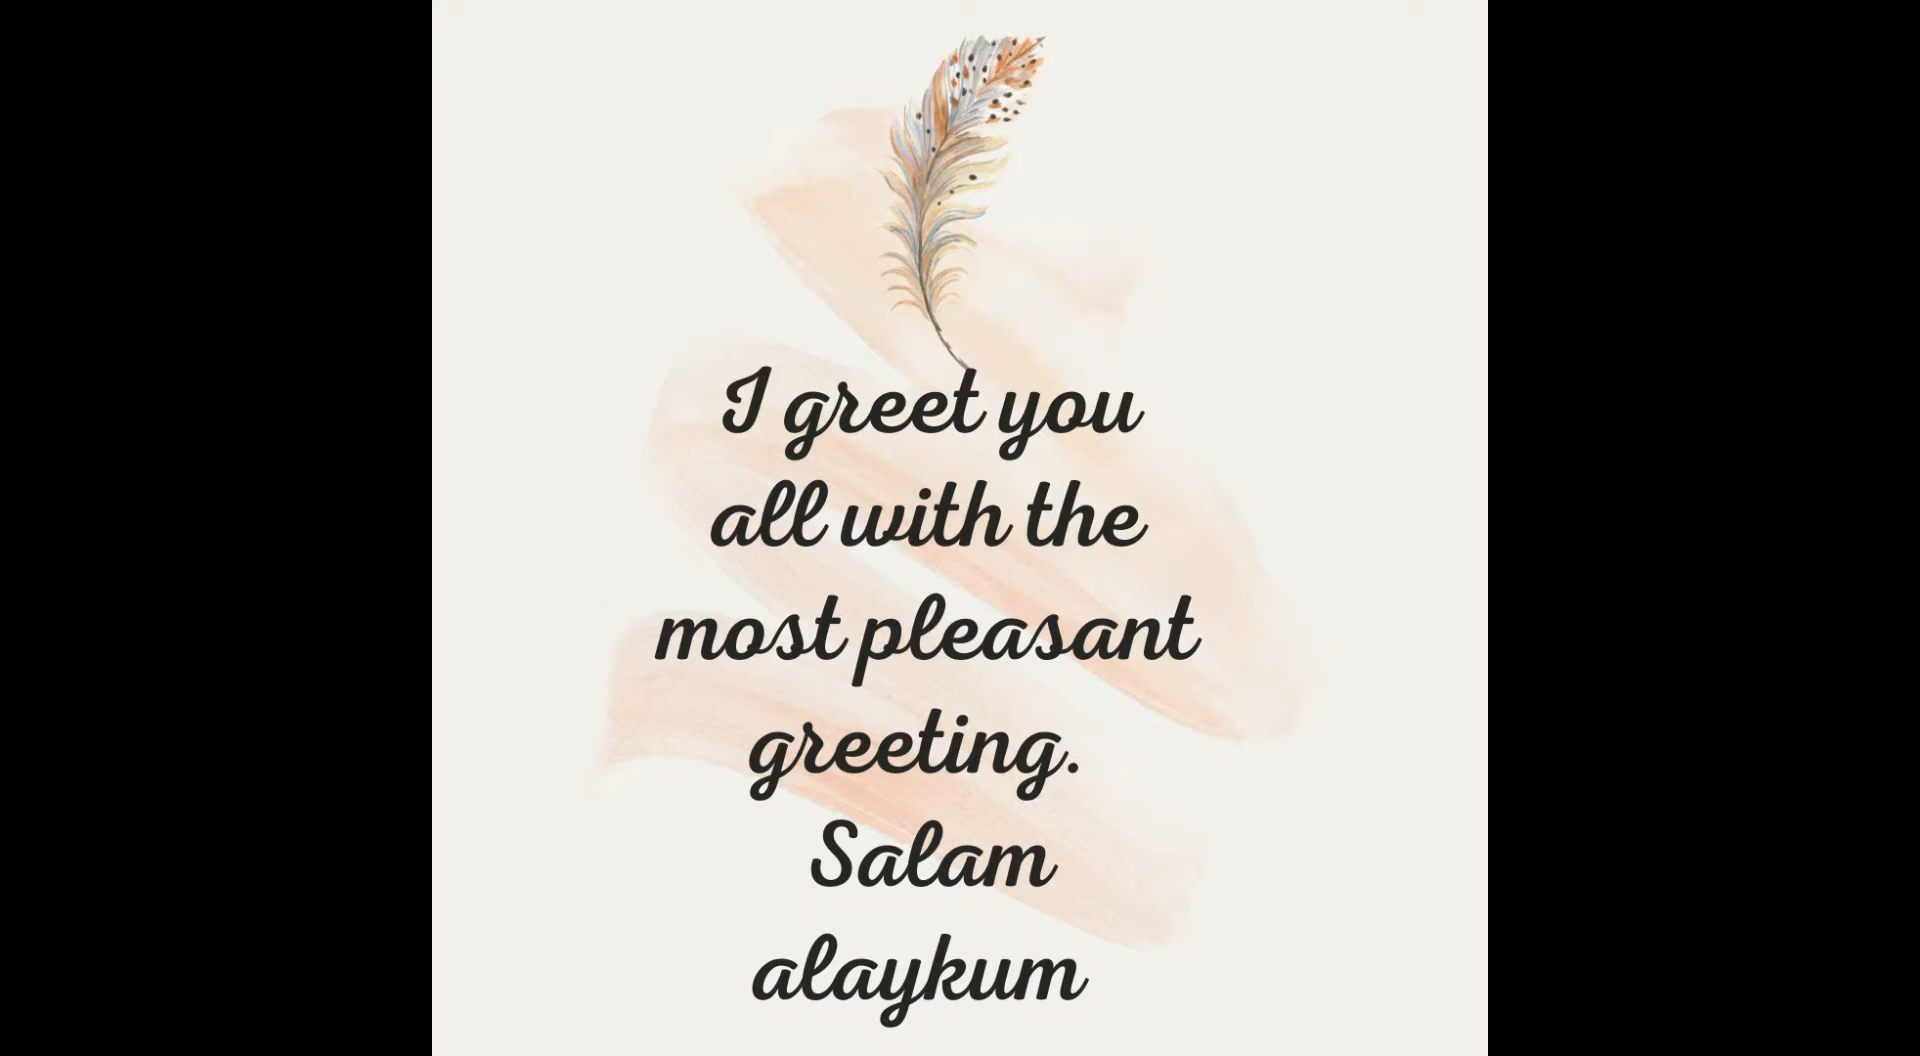 I greet you
all with the
most pleasant
greeting.
Salam
alaykum